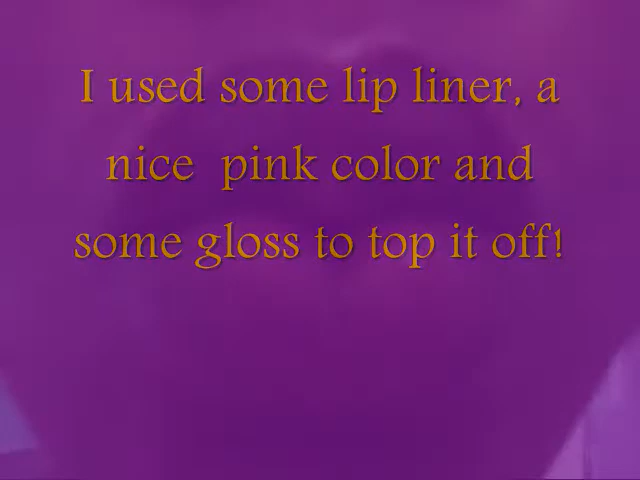 I used some lip liner, a
nice  pink color and
some gloss to top it off!